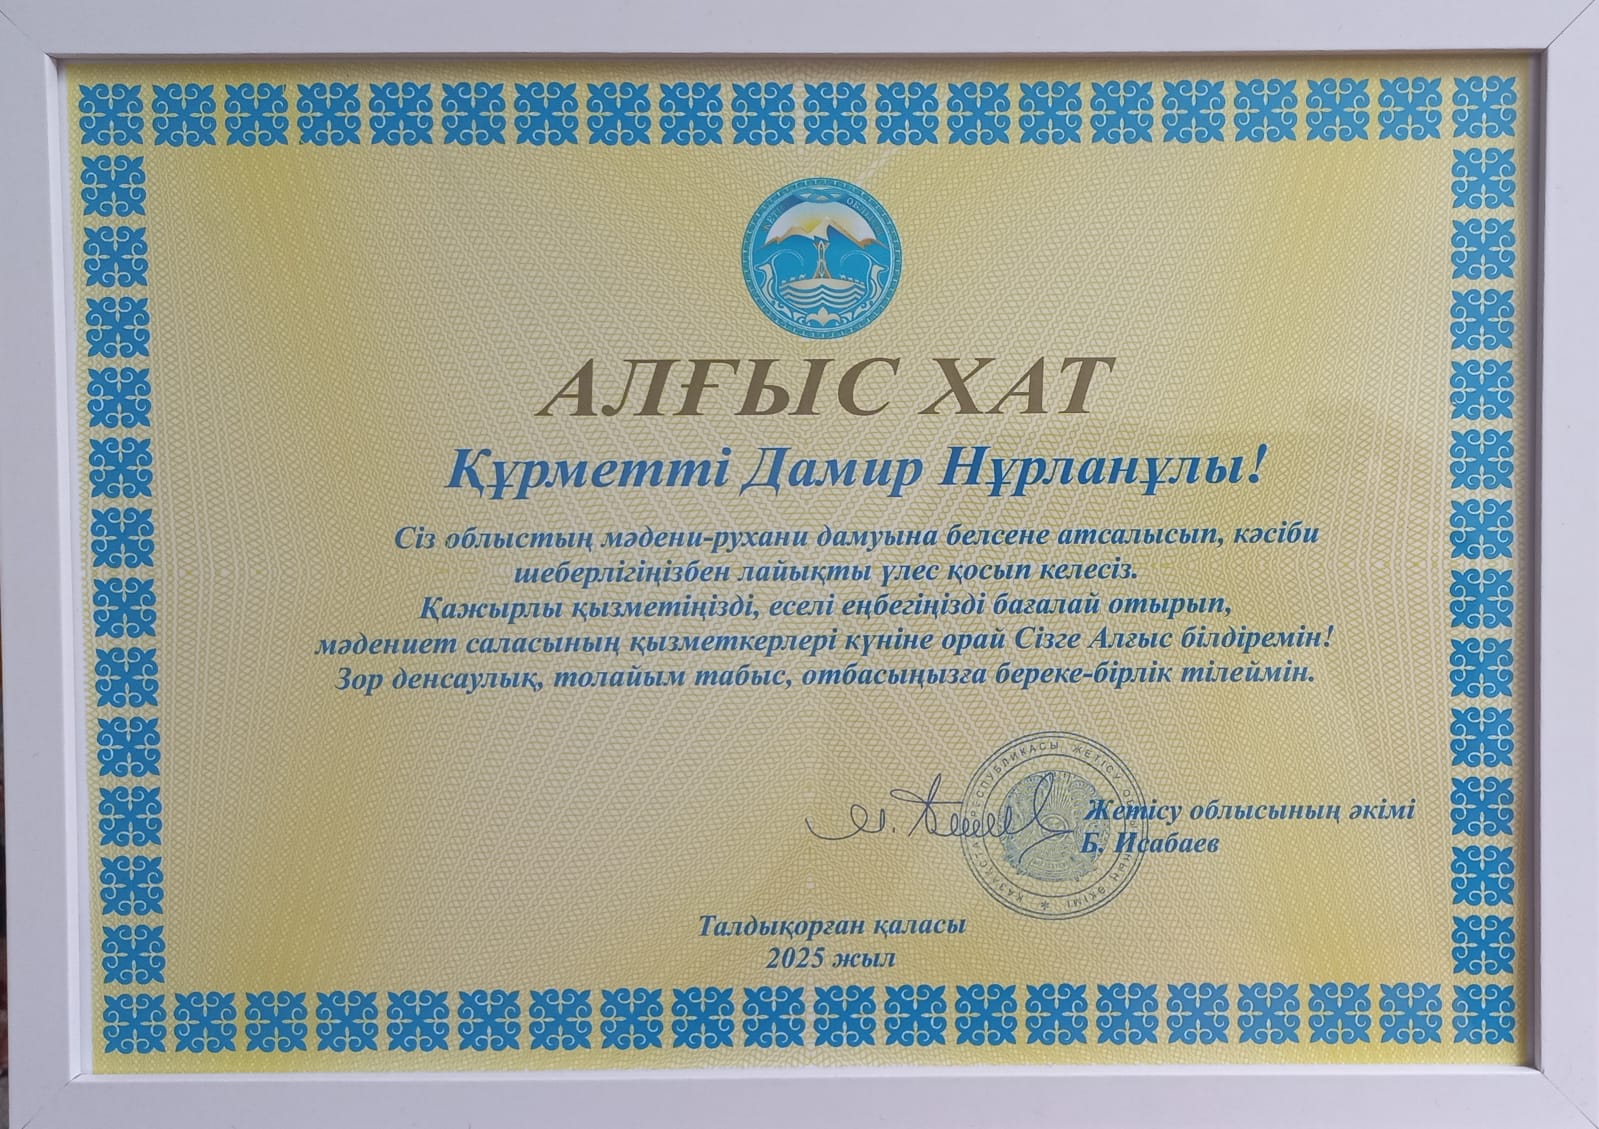 АЛҒЫС ХАТ
Құрметті Дамир Нұрланұлы!
Сіз облыстың мәдени-рухани дамуына белсене атсалысып, кәсіби
шеберлігіңізбен лайықты үлес қосып келесіз.
Қажырлы қызметіңізді, еселі еңбегіңізді бағалай отырып,
мәдениет саласының қызметкерлері күніне орай Сізге Алғыс білдіремін!
Зор денсаулық, толайым табыс, отбасыңызға береке-бірлік тілеймін.
Жетісу облысының әкімі
Б. Исабаев
Талдықорған қаласы
2025 жыл